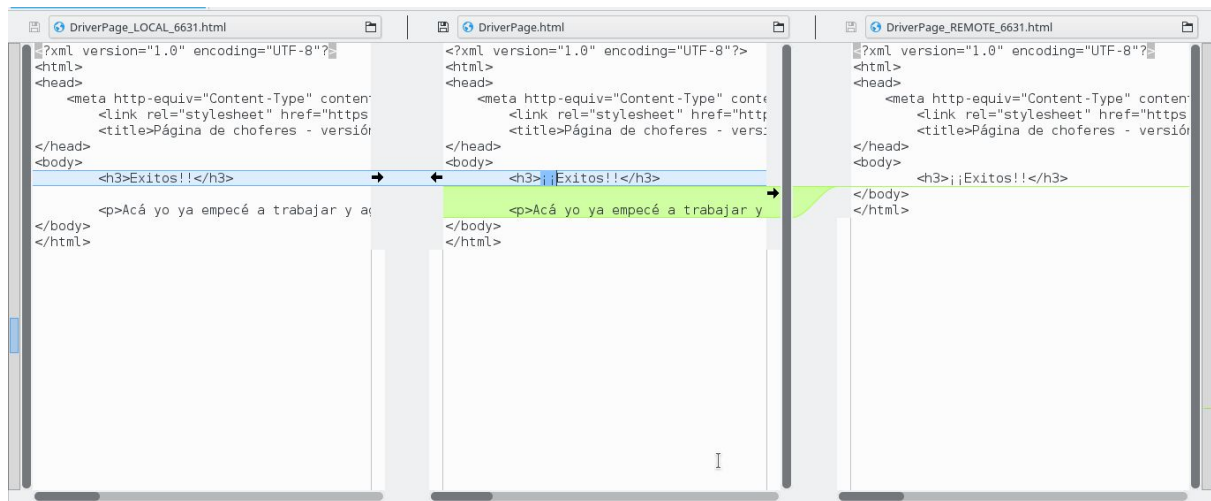 DriverPage_LOCAL_6631.html
<?xml version="1.0" encoding="UTF-8"?>
<html>
<head>
<meta http-equiv="Content-Type" content
<link rel="stylesheet" href="https
<title>Página de choferes - versión
</head>
<body>
<h3>Exitos!!</h3>
<p>Acá yo ya empecé a trabajar y ag
</body>
</html>
DriverPage.html
<?xml version="1.0" encoding="UTF-8"?>
<html>
<head>
<meta http-equiv="Content-Type" conte
<link rel="stylesheet" href="http
<title>Página de choferes - vers
</head>
<body>
<h3>¡¡Exitos!!</h3>
<p>Acá yo ya empecé a trabajar y
</body>
</html>
DriverPage_REMOTE_6631.html
<?xml version="1.0" encoding="UTF-8"?>
<html>
<head>
<meta http-equiv="Content-Type" content
<link rel="stylesheet" href="https
<title>Página de choferes - versión
</head>
<body>
<h3>¡¡Exitos!!</h3>
</body>
</html>